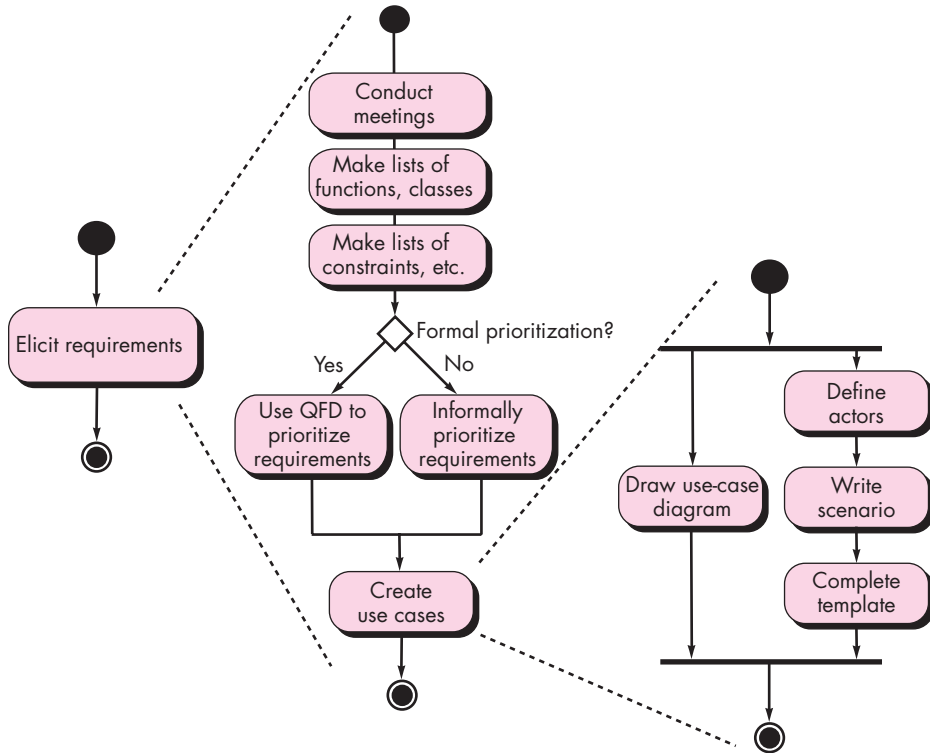 Elicit requirements
Conduct
meetings
Make lists of
functions, classes
Make lists of
constraints, etc.
Formal prioritization?
Yes
No
Use QFD to
prioritize
requirements
Informally
prioritize
requirements
Create
use cases
Draw use-case
diagram
Define
actors
Write
scenario
Complete
template